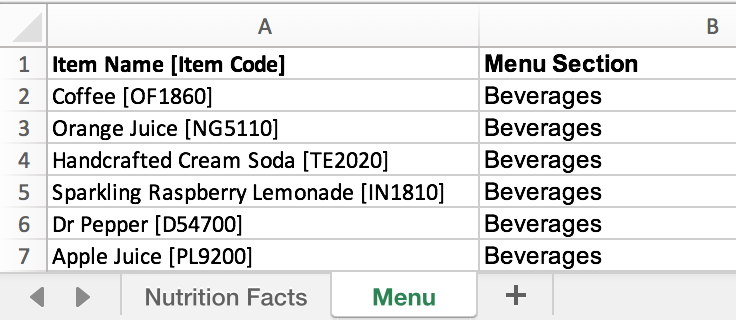 A B
1 Item Name [Item Code] Menu Section
2 Coffee [OF1860] Beverages
3 Orange Juice [NG5110] Beverages
4 Handcrafted Cream Soda [TE2020] Beverages
5 Sparkling Raspberry Lemonade [IN1810] Beverages
6 Dr Pepper [D54700] Beverages
7 Apple Juice [PL9200] Beverages
Nutrition Facts Menu +